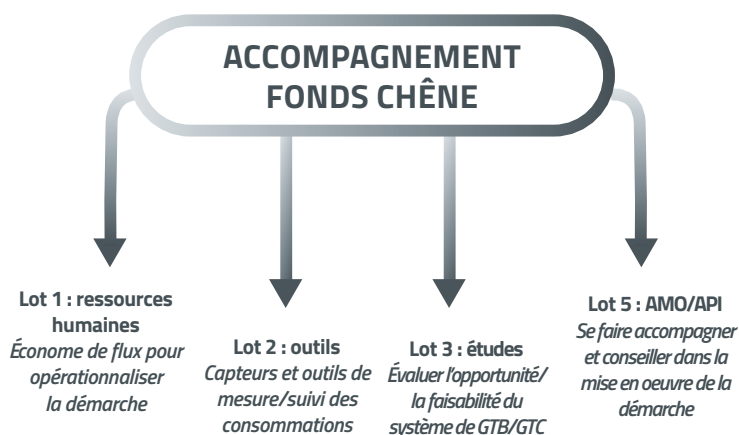 ACCOMPAGNEMENT
FONDS CHÊNE
Lot 1 : ressources
humaines
Économe de flux pour
opérationnaliser
la démarche
Lot 2 : outils
Capteurs et outils de
mesure/suivi des
consommations
Lot 3 : études
Évaluer l'opportunité/
la faisabilité du
système de GTB/GTC
Lot 5 : AMO/API
Se faire accompagner
et conseiller dans la
mise en oeuvre de la
démarche